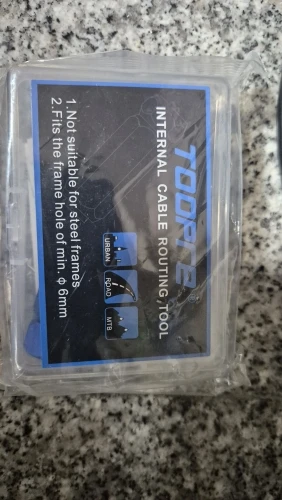 TOOPRE
INTERNAL CABLE ROUTING TOOL
URBAN
ROAD
MTB
1.Not suitable for steel frames
2.Fits the frame hole of min. φ 6mm